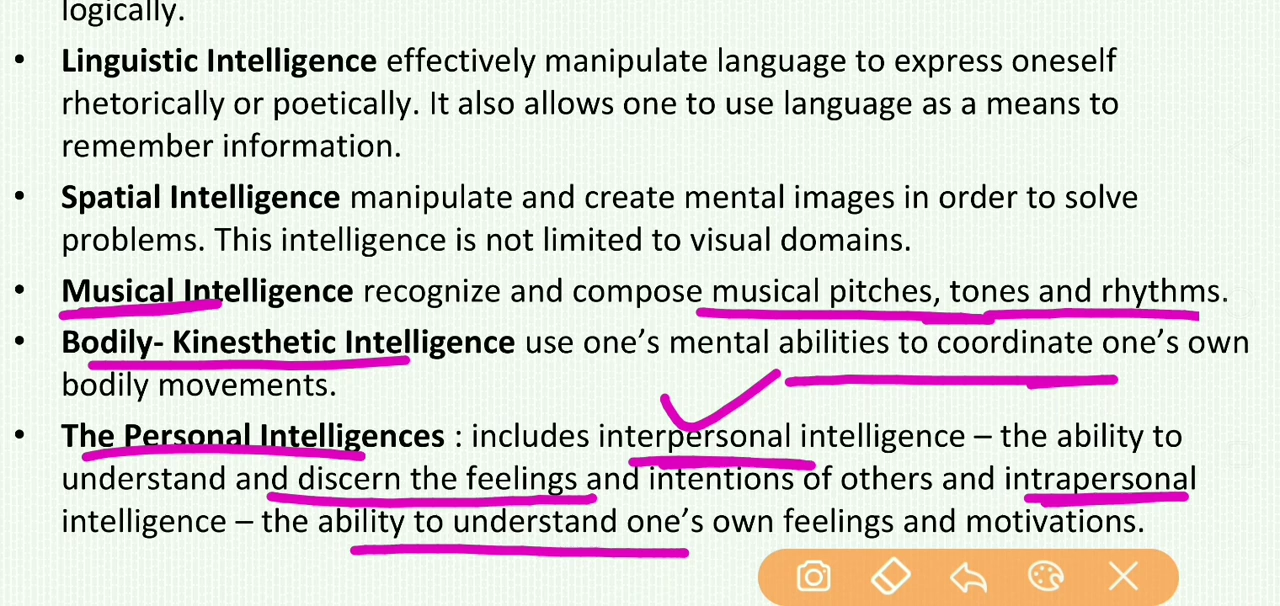 logically.
• Linguistic Intelligence effectively manipulate language to express oneself
rhetorically or poetically. It also allows one to use language as a means to
remember information.
• Spatial Intelligence manipulate and create mental images in order to solve
problems. This intelligence is not limited to visual domains.
• Musical Intelligence recognize and compose musical pitches, tones and rhythms.
• Bodily- Kinesthetic Intelligence use one’s mental abilities to coordinate one’s own
bodily movements.
• The Personal Intelligences : includes interpersonal intelligence – the ability to
understand and discern the feelings and intentions of others and intrapersonal
intelligence – the ability to understand one’s own feelings and motivations.